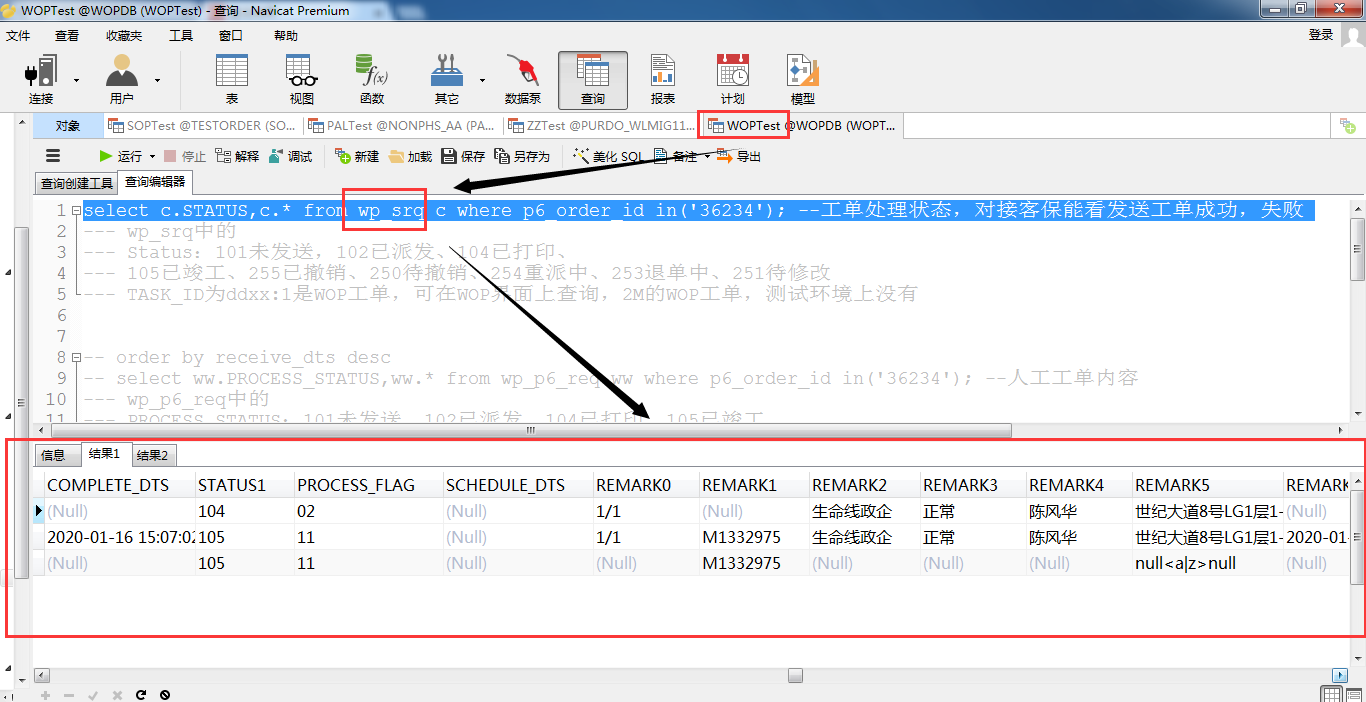 WOPTest @WOPDB (WOPTest) - 查询 - Navicat Premium
文件 查看 收藏夹 工具 窗口 帮助 登录
连接 用户 表 视图 函数 其它 数据泵 查询 报表 计划 模型
对象 SOPTest @TESTORDER (SO... PALTest @NONPHS_AA (PA... ZZTest @PURDO_WLMIG11... WOPTest @WOPDB (WOPT...
运行 停止 解释 调试 新建 加载 保存 另存为 美化 SQL 备注 导出
查询创建工具 查询编辑器
1 select c.STATUS,c.* from wp_srq c where p6_order_id in('36234'); --工单处理状态，对接客保能看发送工单成功，失败
2 --- wp_srq中的
3 --- Status：101未发送，102已派发、104已打印、
4 --- 105已竣工、255已撤销、250待撤销、254重派中、253退单中、251待修改
5 --- TASK_ID为ddxx:1是WOP工单，可在WOP界面上查询，2M的WOP工单，测试环境上没有
6
7
8 -- order by receive_dts desc
9 -- select ww.PROCESS_STATUS,ww.* from wp_p6_req ww where p6_order_id in('36234'); --人工工单内容
10 --- wp_p6_req中的
11 --- PROCESS_STATUS：101未发送，102已派发、104已打印、105已竣工
信息 结果1 结果2
COMPLETE_DTS STATUS1 PROCESS_FLAG SCHEDULE_DTS REMARK0 REMARK1 REMARK2 REMARK3 REMARK4 REMARK5 REMARK
(Null) 104 02 (Null) 1/1 (Null) 生命线政企 正常 陈风华 世纪大道8号LG1层1- (Null)
2020-01-16 15:07:02 105 11 (Null) 1/1 M1332975 生命线政企 正常 陈风华 世纪大道8号LG1层1- 2020-01-
(Null) 105 11 (Null) (Null) M1332975 (Null) (Null) (Null) null<a|z>null (Null)